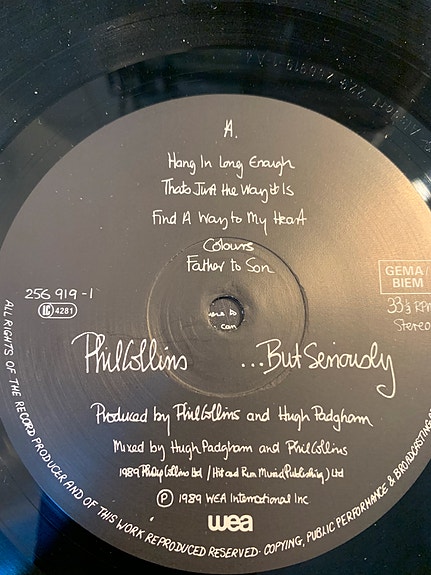 A.
Hang In Long Enough
Thats Just the Way it Is
Find A Way to My Heart
Colours
Father to Son
256 919-1
LC 4281
GEMA/
BIEM
33⅓ RPM
Stereo
can
Phil Collins ...But Seriously
Produced by Phil Collins and Hugh Padgham
Mixed by Hugh Padgham and Phil Collins
1989 Philip Collins Ltd / Hit and Run Music (Publishing) Ltd
℗ 1989 WEA International Inc
wea
ALL RIGHTS OF THE RECORD PRODUCER AND OF THIS WORK REPRODUCED RESERVED· COPYING, PUBLIC PERFORMANCE & BROADCASTING